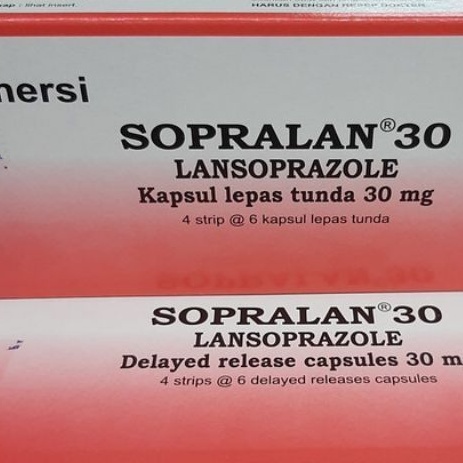 HARUS DENGAN RESEP DOKTER
nersi
SOPRALAN®30
LANSOPRAZOLE
Kapsul lepas tunda 30 mg
4 strip @ 6 kapsul lepas tunda
SOPRALAN®30
LANSOPRAZOLE
Delayed release capsules 30 m
4 strips @ 6 delayed releases capsules